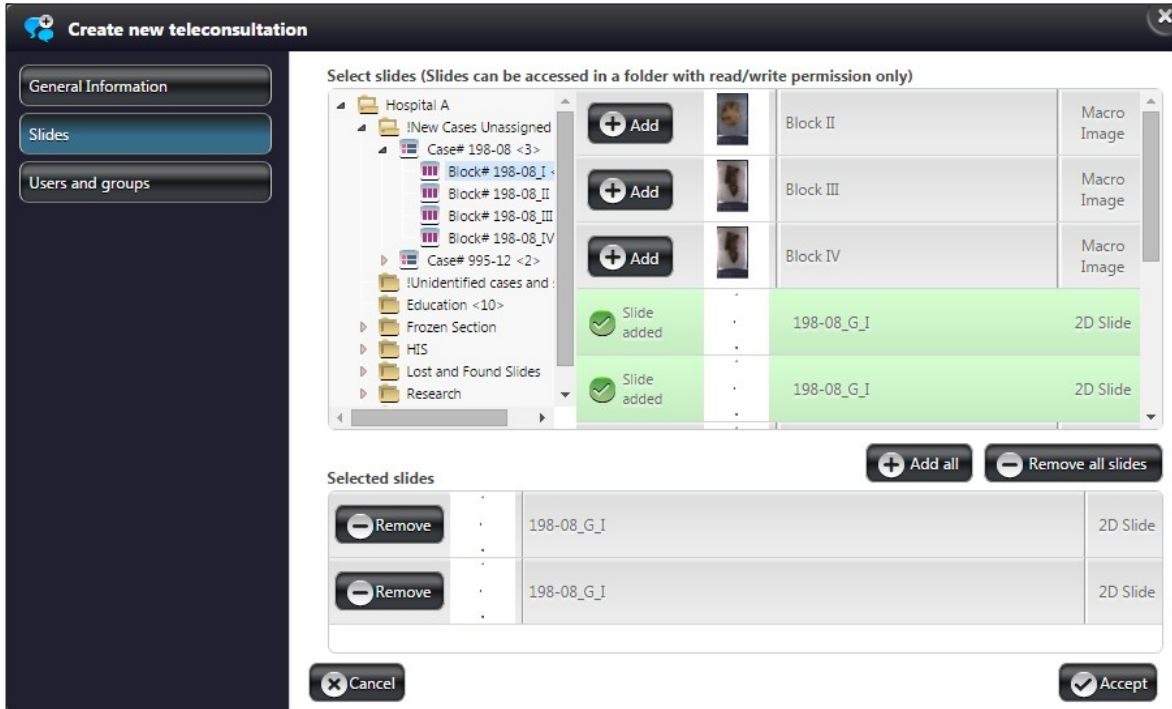 Create new teleconsultation
General Information
Slides
Users and groups
Select slides (Slides can be accessed in a folder with read/write permission only)
Hospital A
!New Cases Unassigned
Case# 198-08 <3>
Block# 198-08_I <
Block# 198-08_II
Block# 198-08_III
Block# 198-08_IV
Case# 995-12 <2>
!Unidentified cases and
Education <10>
Frozen Section
HIS
Lost and Found Slides
Research
Add
Block II
Macro
Image
Add
Block III
Macro
Image
Add
Block IV
Macro
Image
Slide
added
198-08_G_I
2D Slide
Slide
added
198-08_G_I
2D Slide
Add all
Remove all slides
Selected slides
Remove
198-08_G_I
2D Slide
Remove
198-08_G_I
2D Slide
Cancel
Accept